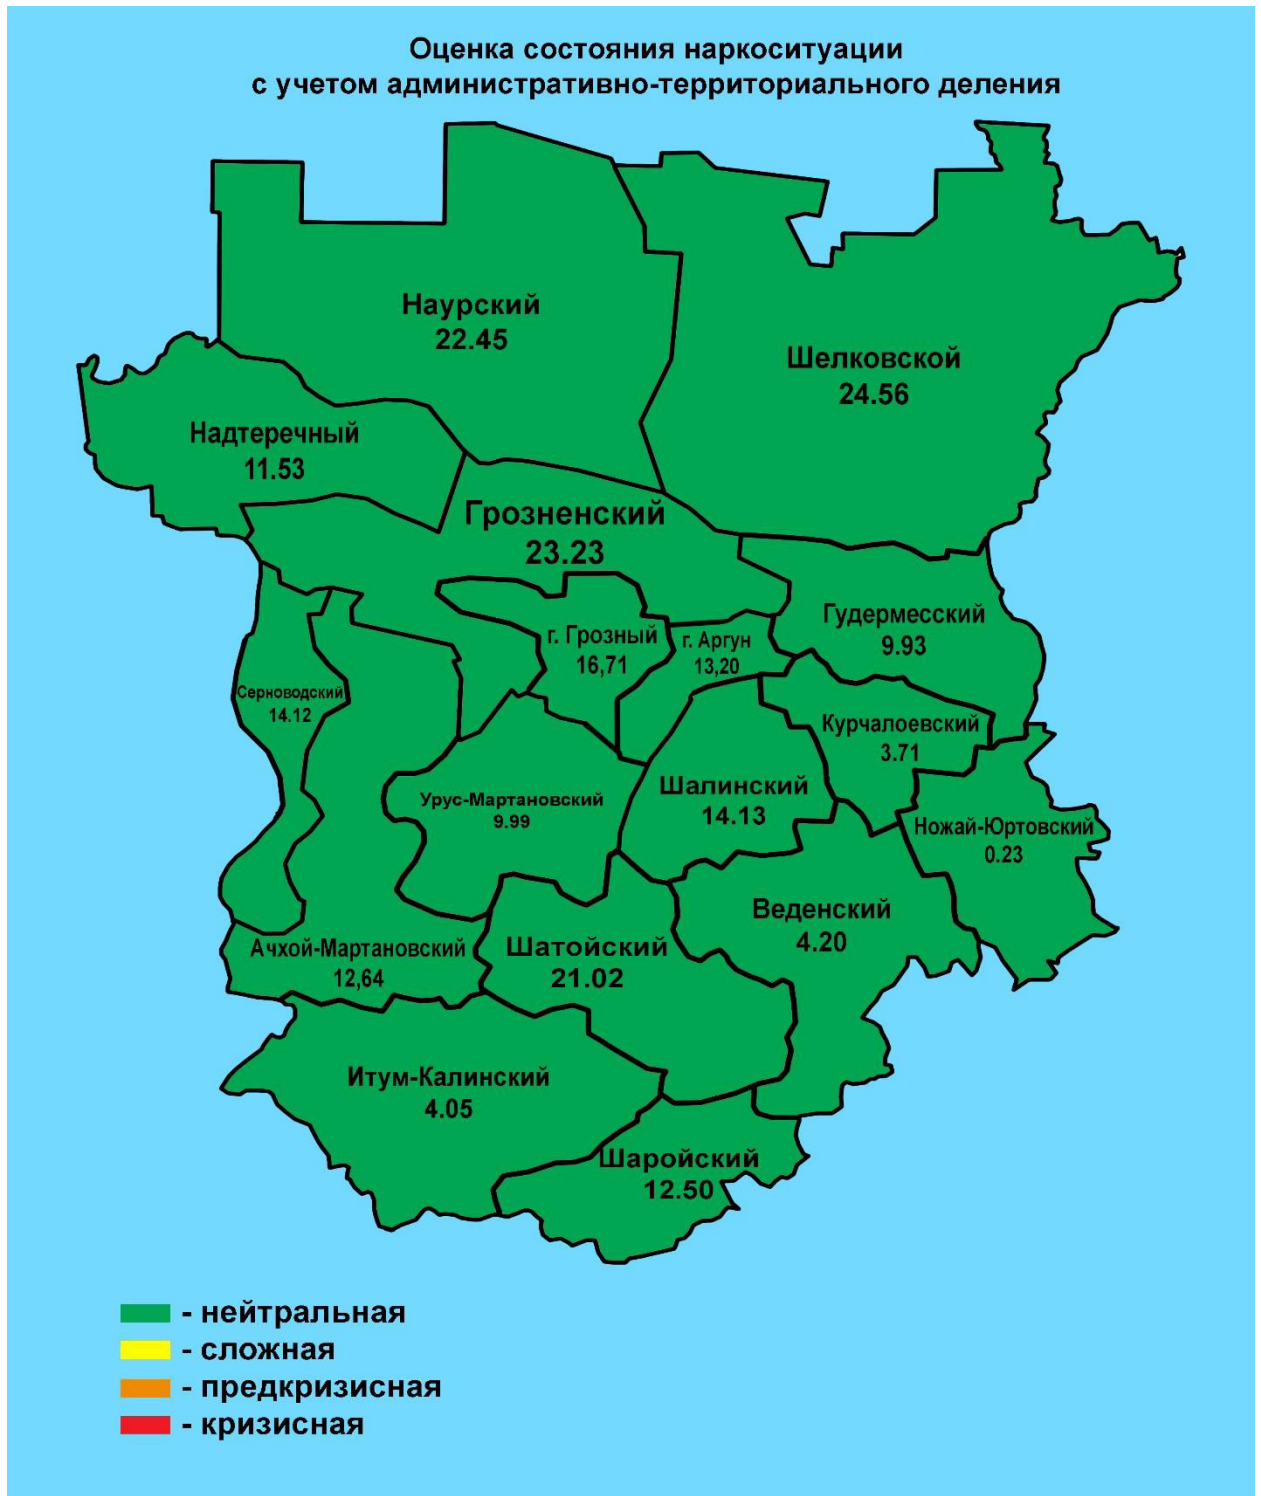 Оценка состояния наркоситуации
с учетом административно-территориального деления
Наурский
22.45
Шелковской
24.56
Надтеречный
11.53
Грозненский
23.23
Гудермесский
9.93
г. Грозный
16,71
г. Аргун
13,20
Серноводский
14.12
Курчалоевский
3.71
Шалинский
14.13
Урус-Мартановский
9.99
Ножай-Юртовский
0.23
Веденский
4.20
Ачхой-Мартановский
12,64
Шатойский
21.02
Итум-Калинский
4.05
Шаройский
12.50
- нейтральная
- сложная
- предкризисная
- кризисная